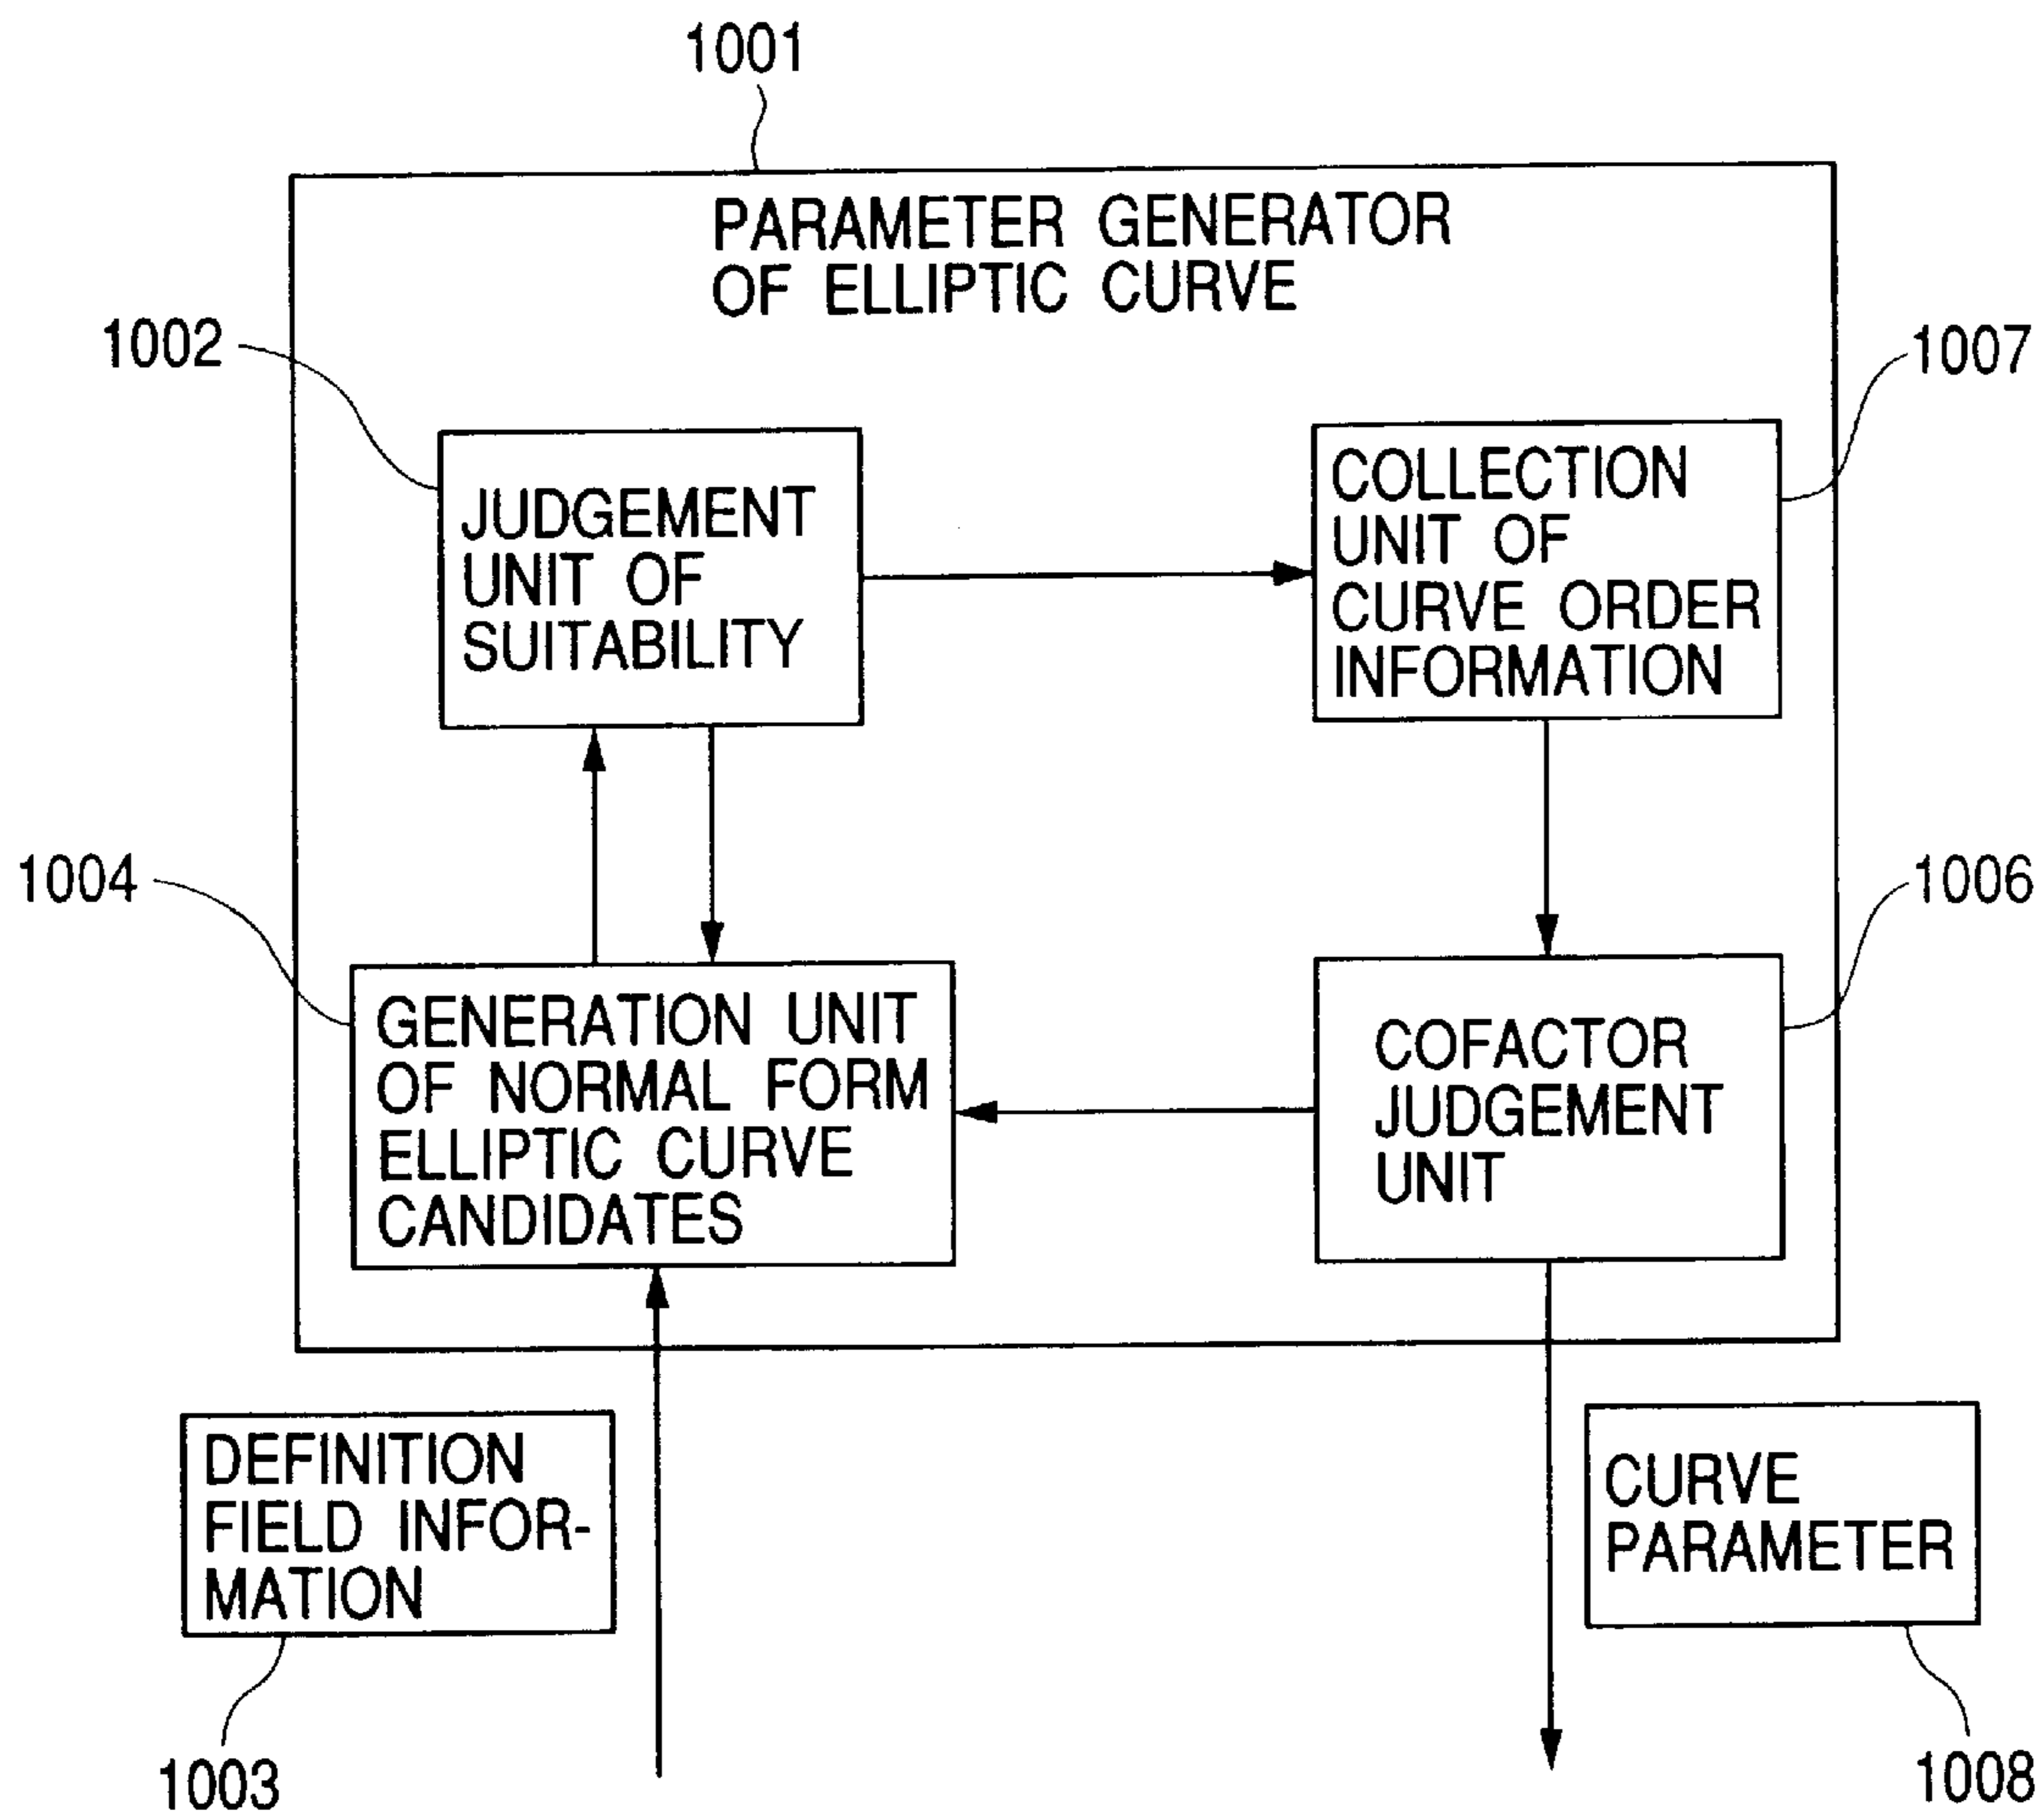 1001
PARAMETER GENERATOR
OF ELLIPTIC CURVE
1002
1007
JUDGEMENT
UNIT OF
SUITABILITY
COLLECTION
UNIT OF
CURVE ORDER
INFORMATION
1004
1006
GENERATION UNIT
OF NORMAL FORM
ELLIPTIC CURVE
CANDIDATES
COFACTOR
JUDGEMENT
UNIT
DEFINITION
FIELD INFOR-
MATION
CURVE
PARAMETER
1003
1008